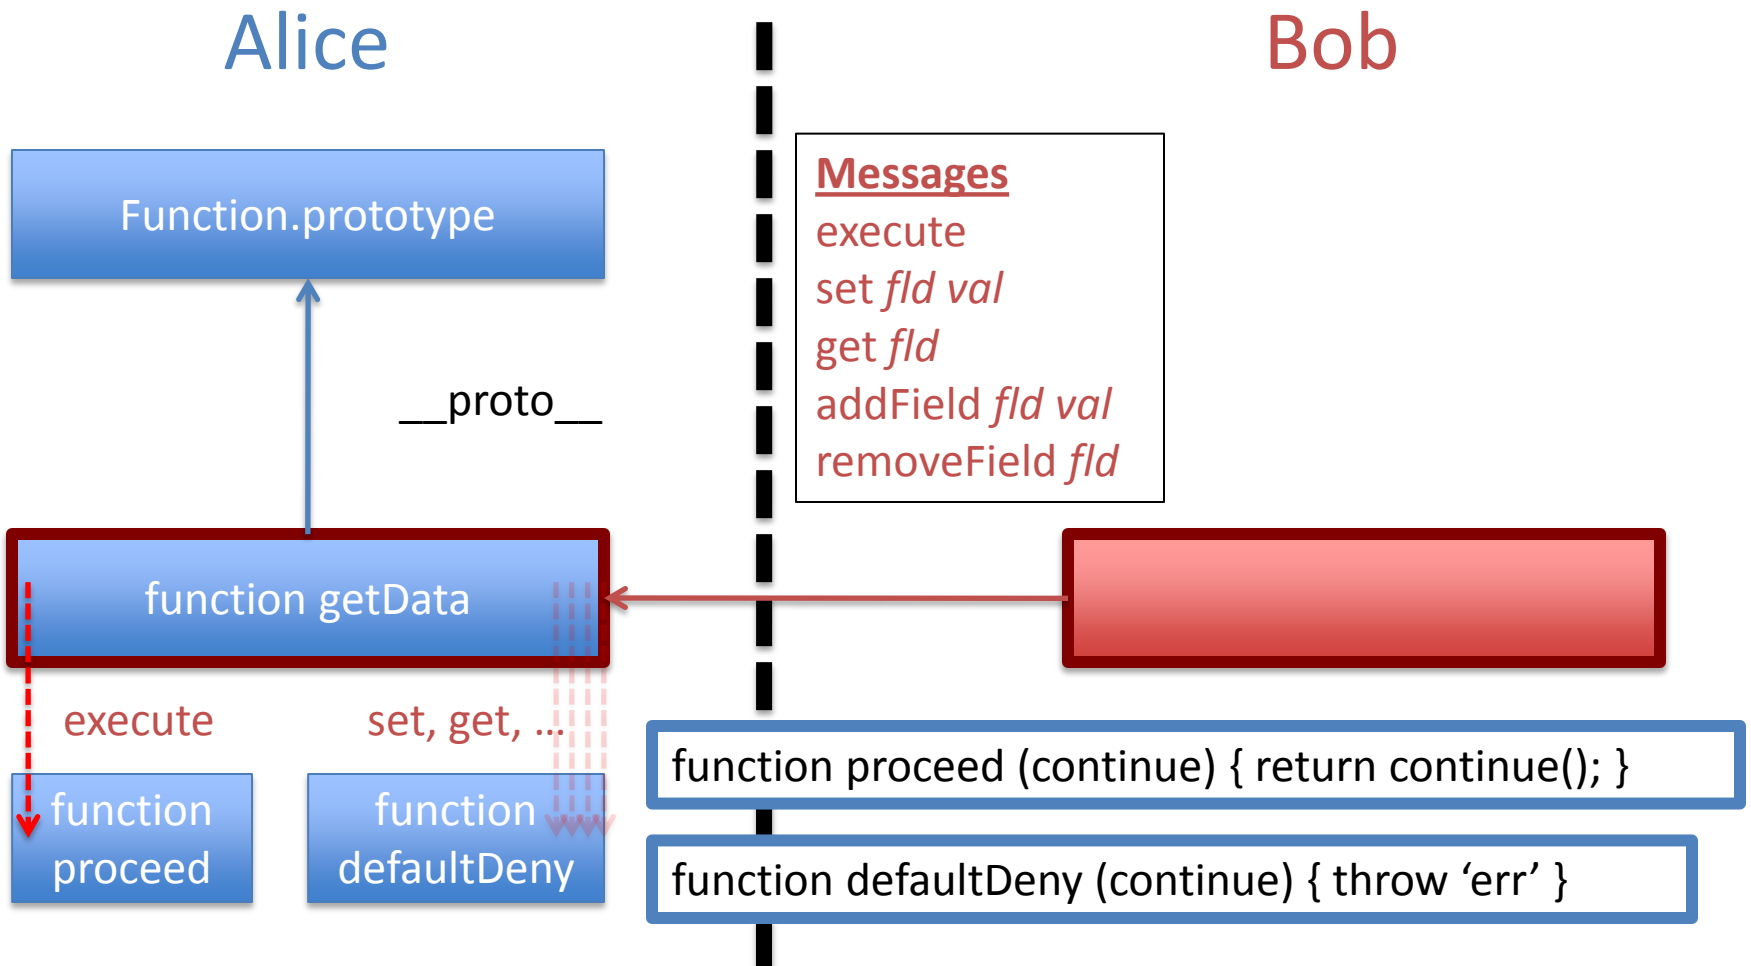 Alice
Bob
Function.prototype
Messages
execute
set fld val
get fld
addField fld val
removeField fld
__proto__
function getData
execute
set, get, ...
function
proceed
function
defaultDeny
function proceed (continue) { return continue(); }
function defaultDeny (continue) { throw ‘err’ }